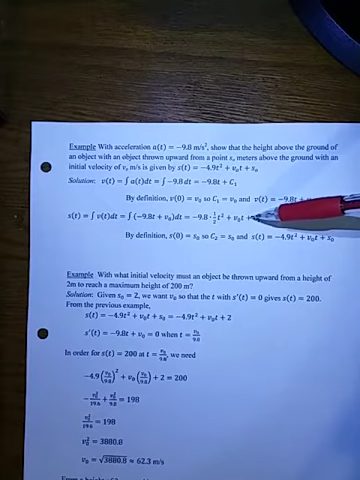 Example With acceleration a(t) = −9.8 m/s², show that the height above the ground of
an object with an object thrown upward from a point s₀ meters above the ground with an
initial velocity of v₀ m/s is given by s(t) = −4.9t² + v₀t + s₀
Solution: v(t) = ∫ a(t)dt = ∫ −9.8 dt = −9.8t + C₁
By definition, v(0) = v₀ so C₁ = v₀ and v(t) = −9.8t +
s(t) = ∫ v(t)dt = ∫ (−9.8t + v₀)dt = −9.8 · ½ t² + v₀t +
By definition, s(0) = s₀ so C₂ = s₀ and s(t) = −4.9t² + v₀t + s₀
Example With what initial velocity must an object be thrown upward from a height of
2m to reach a maximum height of 200 m?
Solution: Given s₀ = 2, we want v₀ so that the t with s′(t) = 0 gives s(t) = 200.
From the previous example,
s(t) = −4.9t² + v₀t + s₀ = −4.9t² + v₀t + 2
s′(t) = −9.8t + v₀ = 0 when t = v₀/9.8
In order for s(t) = 200 at t = v₀/9.8, we need
−4.9(v₀/9.8)² + v₀(v₀/9.8) + 2 = 200
−v₀²/19.6 + v₀²/9.8 = 198
v₀²/19.6 = 198
v₀² = 3880.8
v₀ = √3880.8 ≈ 62.3 m/s